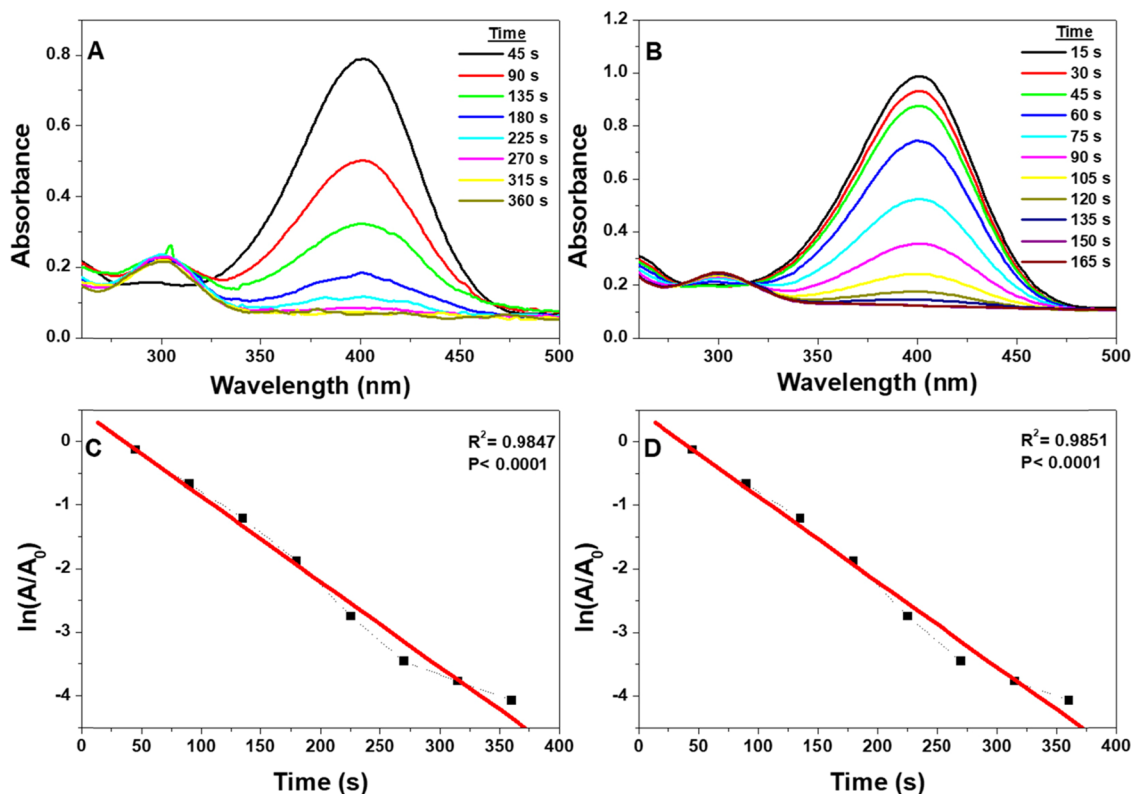 A
Time
45 s
90 s
135 s
180 s
225 s
270 s
315 s
360 s
0.8
0.6
0.4
0.2
0.0
Absorbance
300 350 400 450 500
Wavelength (nm)
B
Time
15 s
30 s
45 s
60 s
75 s
90 s
105 s
120 s
135 s
150 s
165 s
1.2
1.0
0.8
0.6
0.4
0.2
0.0
Absorbance
300 350 400 450 500
Wavelength (nm)
C
R²= 0.9847
P< 0.0001
0
-1
-2
-3
-4
ln(A/A₀)
0 50 100 150 200 250 300 350 400
Time (s)
D
R²= 0.9851
P< 0.0001
0
-1
-2
-3
-4
ln(A/A₀)
0 50 100 150 200 250 300 350 400
Time (s)